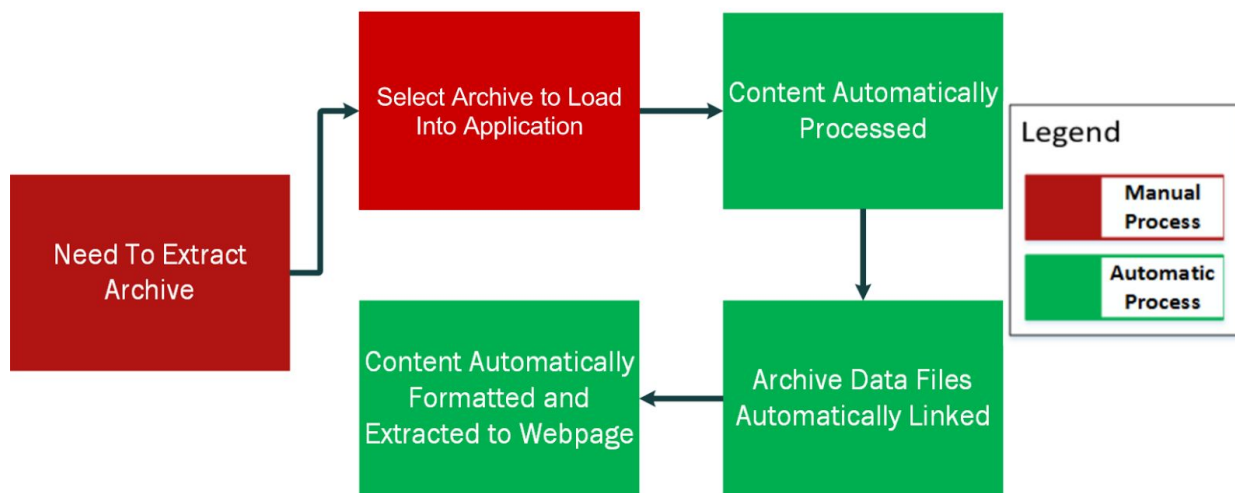 Need To Extract
Archive
Select Archive to Load
Into Application
Content Automatically
Processed
Archive Data Files
Automatically Linked
Content Automatically
Formatted and
Extracted to Webpage
Legend
Manual
Process
Automatic
Process